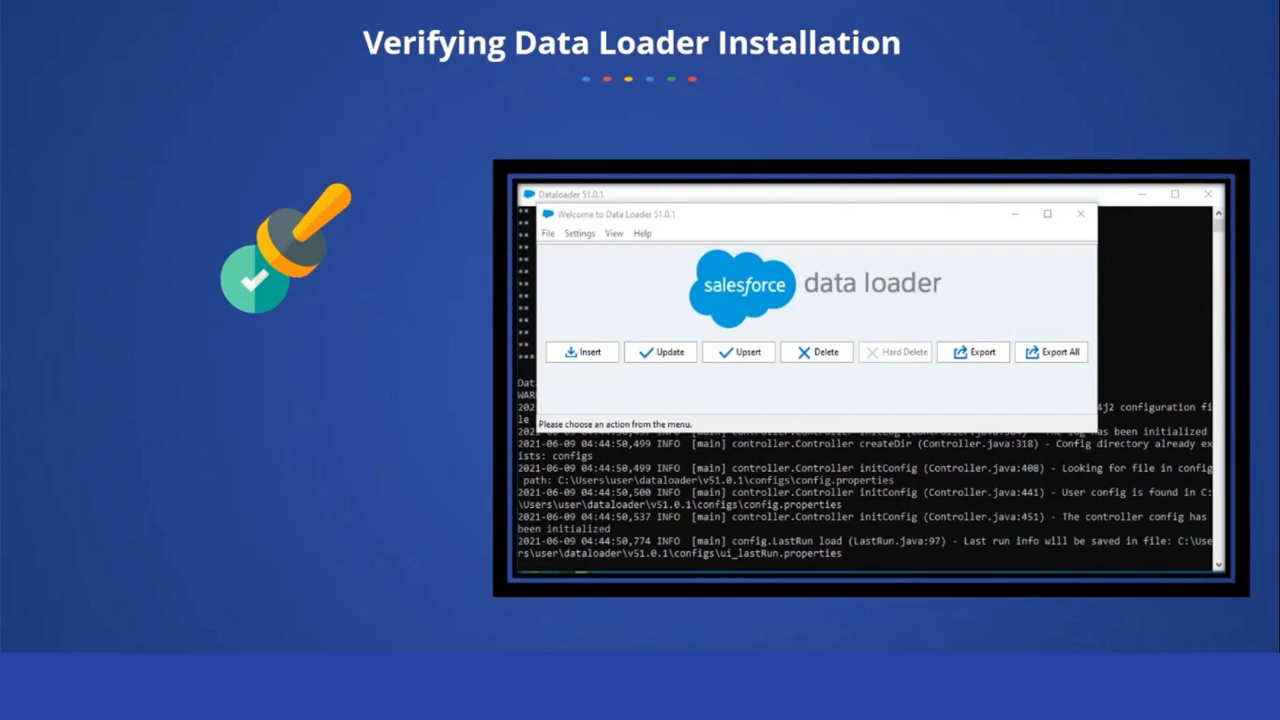 Verifying Data Loader Installation
Dataloader 51.0.1
Welcome to Data Loader 51.0.1
File Settings View Help
salesforce data loader
Insert Update Upsert Delete Hard Delete Export Export All
Please choose an action from the menu.
**
**
**
**
**
**
**
**
**
**
**
**
***
Dat
WAR
202 4j2 configuration fi
le
2021-06-09 [main] has been initialized
2021-06-09 04:44:50,499 INFO [main] controller.Controller createDir (Controller.java:318) - Config directory already ex
ists: configs
2021-06-09 04:44:50,499 INFO [main] controller.Controller initConfig (Controller.java:408) - Looking for file in config
path: C:\Users\user\dataloader\v51.0.1\configs\config.properties
2021-06-09 04:44:50,500 INFO [main] controller.Controller initConfig (Controller.java:441) - User config is found in C:
\Users\user\dataloader\v51.0.1\configs\config.properties
2021-06-09 04:44:50,537 INFO [main] controller.Controller initConfig (Controller.java:451) - The controller config has
been initialized
2021-06-09 04:44:50,774 INFO [main] config.LastRun load (LastRun.java:97) - Last run info will be saved in file: C:\Use
rs\user\dataloader\v51.0.1\configs\ui_lastRun.properties